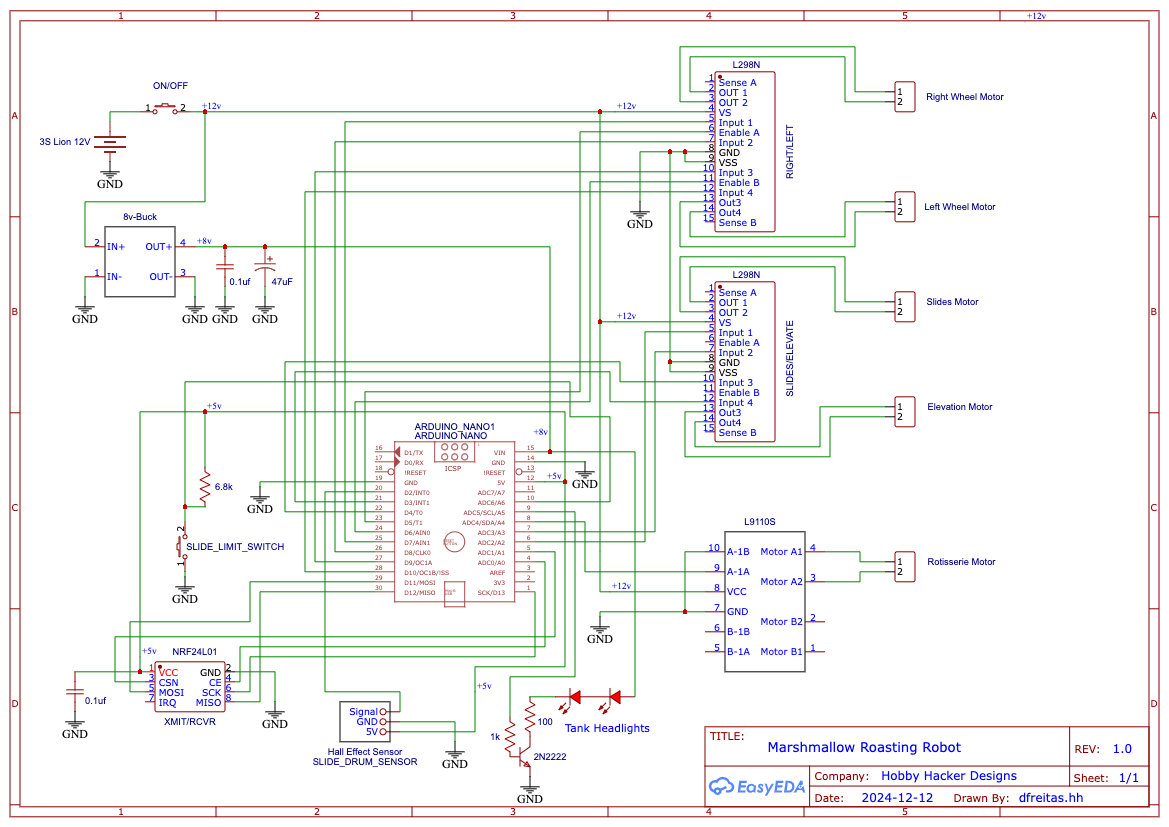 1 2 3 4 5
+12v
A
B
C
D
ON/OFF
1 2
+12v
3S Lion 12V
GND
8v-Buck
2 IN+ OUT+ 4
1 IN- OUT- 3
+8v
0.1uf
47uF
GND GND GND GND
+12v
L298N
1 Sense A
2 OUT 1
3 OUT 2
4 VS
5 Input 1
6 Enable A
7 Input 2
8 GND
9 VSS
10 Input 3
11 Enable B
12 Input 4
13 Out3
14 Out4
15 Sense B
RIGHT/LEFT
GND
1
2
Right Wheel Motor
1
2
Left Wheel Motor
+12v
L298N
1 Sense A
2 OUT 1
3 OUT 2
4 VS
5 Input 1
6 Enable A
7 Input 2
8 GND
9 VSS
10 Input 3
11 Enable B
12 Input 4
13 Out3
14 Out4
15 Sense B
SLIDES/ELEVATE
1
2
Slides Motor
1
2
Elevation Motor
+5v
6.8k
2
SLIDE_LIMIT_SWITCH
1
GND
GND
ARDUINO_NANO1
ARDUINO NANO
ICSP
16 D1/TX VIN 15
17 D0/RX GND 14
18 !RESET !RESET 13
19 GND 5V 12
20 D2/INT0 ADC7/A7 11
21 D3/INT1 ADC6/A6 10
22 D4/T0 ADC5/SCL/A5 9
23 D5/T1 ADC4/SDA/A4 8
24 D6/AIN0 ADC3/A3 7
25 D7/AIN1 ADC2/A2 6
26 D8/CLK0 ADC1/A1 5
27 D9/OC1A ADC0/A0 4
28 D10/OC1B/!SS AREF 3
29 D11/MOSI 3V3 2
30 D12/MISO SCK/D13 1
+8v
+5v
GND
L9110S
10 A-1B Motor A1 4
9 A-1A Motor A2 3
8 VCC
7 GND Motor B2 2
6 B-1B
5 B-1A Motor B1 1
+12v
GND
1
2
Rotisserie Motor
+5v
NRF24L01
1 VCC GND 2
3 CSN CE 4
5 MOSI SCK 6
7 IRQ MISO 8
XMIT/RCVR
0.1uf
GND
GND
Signal
GND
5V
Hall Effect Sensor
SLIDE_DRUM_SENSOR
+5v
GND
1k
100
2N2222
GND
Tank Headlights
TITLE:
Marshmallow Roasting Robot
REV: 1.0
EasyEDA
Company: Hobby Hacker Designs
Sheet: 1/1
Date: 2024-12-12 Drawn By: dfreitas.hh
A
B
C
D
1 2 3 4 5